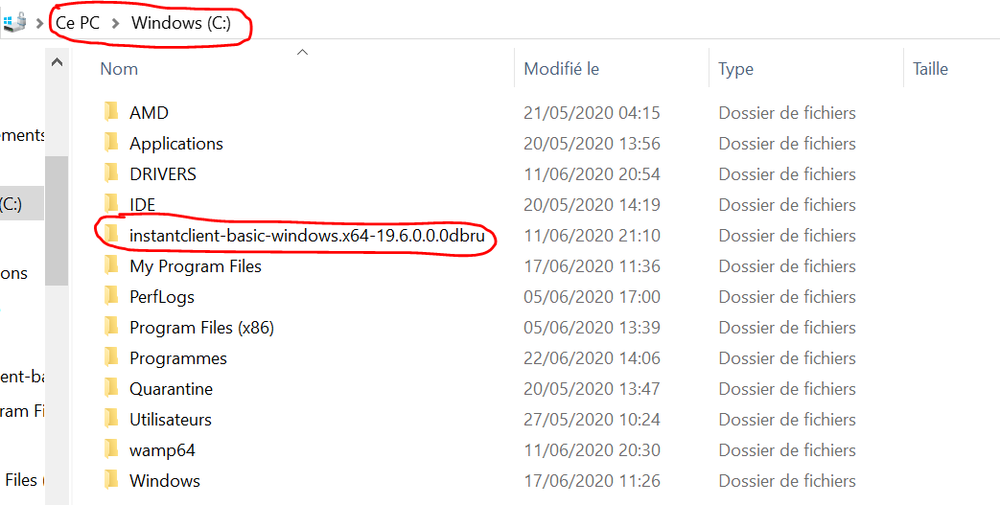 Ce PC > Windows (C:)
Nom Modifié le Type Taille
AMD 21/05/2020 04:15 Dossier de fichiers
ements
Applications 20/05/2020 13:56 Dossier de fichiers
DRIVERS 11/06/2020 20:54 Dossier de fichiers
(C:)
IDE 20/05/2020 14:19 Dossier de fichiers
instantclient-basic-windows.x64-19.6.0.0.0dbru 11/06/2020 21:10 Dossier de fichiers
ons
My Program Files 17/06/2020 11:36 Dossier de fichiers
PerfLogs 05/06/2020 17:00 Dossier de fichiers
Program Files (x86) 05/06/2020 13:39 Dossier de fichiers
Programmes 22/06/2020 14:06 Dossier de fichiers
ent-ba
Quarantine 20/05/2020 13:47 Dossier de fichiers
ram Fi
Utilisateurs 27/05/2020 10:24 Dossier de fichiers
wamp64 11/06/2020 20:30 Dossier de fichiers
Files (
Windows 17/06/2020 11:26 Dossier de fichiers